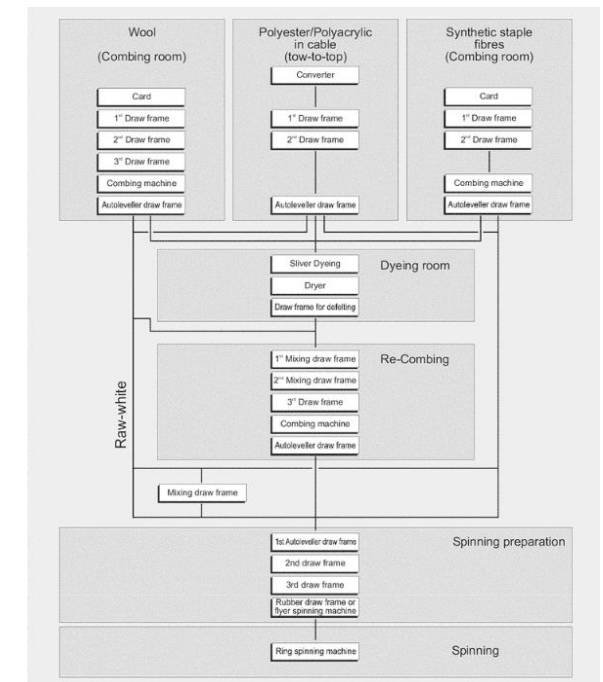 Wool
(Combing room)
Card
1st Draw frame
2nd Draw frame
3rd Draw frame
Combing machine
Autoleveller draw frame
Polyester/Polyacrylic
in cable
(tow-to-top)
Converter
1st Draw frame
2nd Draw frame
Autoleveller draw frame
Synthetic staple
fibres
(Combing room)
Card
1st Draw frame
2nd Draw frame
Combing machine
Autoleveller draw frame
Dyeing room
Sliver Dyeing
Dryer
Draw frame for defelting
Raw-white
Re-Combing
1st Mixing draw frame
2nd Mixing draw frame
3rd Draw frame
Combing machine
Autoleveller draw frame
Mixing draw frame
Spinning preparation
1st Autoleveller draw frame
2nd draw frame
3rd draw frame
Rubber draw frame or
flyer spinning machine
Spinning
Ring spinning machine